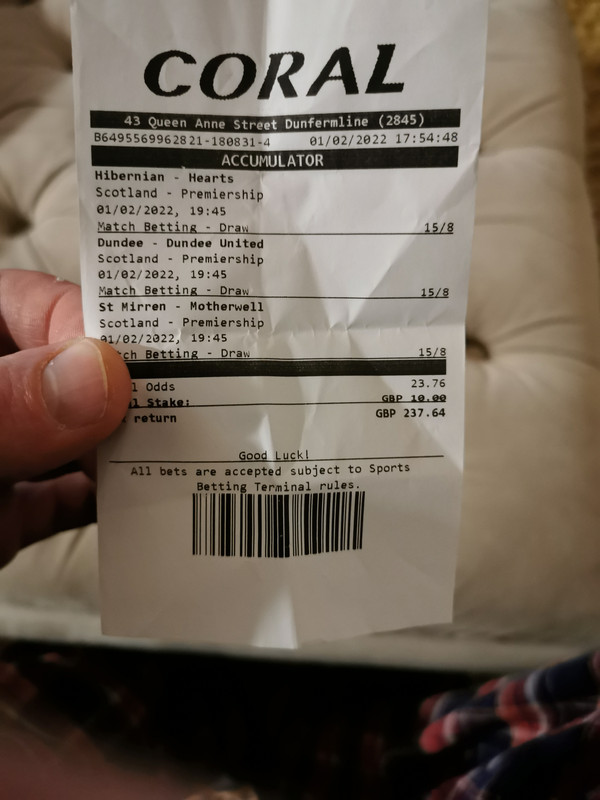 CORAL
43 Queen Anne Street Dunfermline (2845)
B6495569962821-180831-4 01/02/2022 17:54:48
ACCUMULATOR
Hibernian - Hearts
Scotland - Premiership
01/02/2022, 19:45
Match Betting - Draw 15/8
Dundee - Dundee United
Scotland - Premiership
01/02/2022, 19:45
Match Betting - Draw 15/8
St Mirren - Motherwell
Scotland - Premiership
01/02/2022, 19:45
tch Betting - Draw 15/8
l Odds 23.76
l Stake: GBP 10.00
return GBP 237.64
Good Luck!
All bets are accepted subject to Sports
Betting Terminal rules.